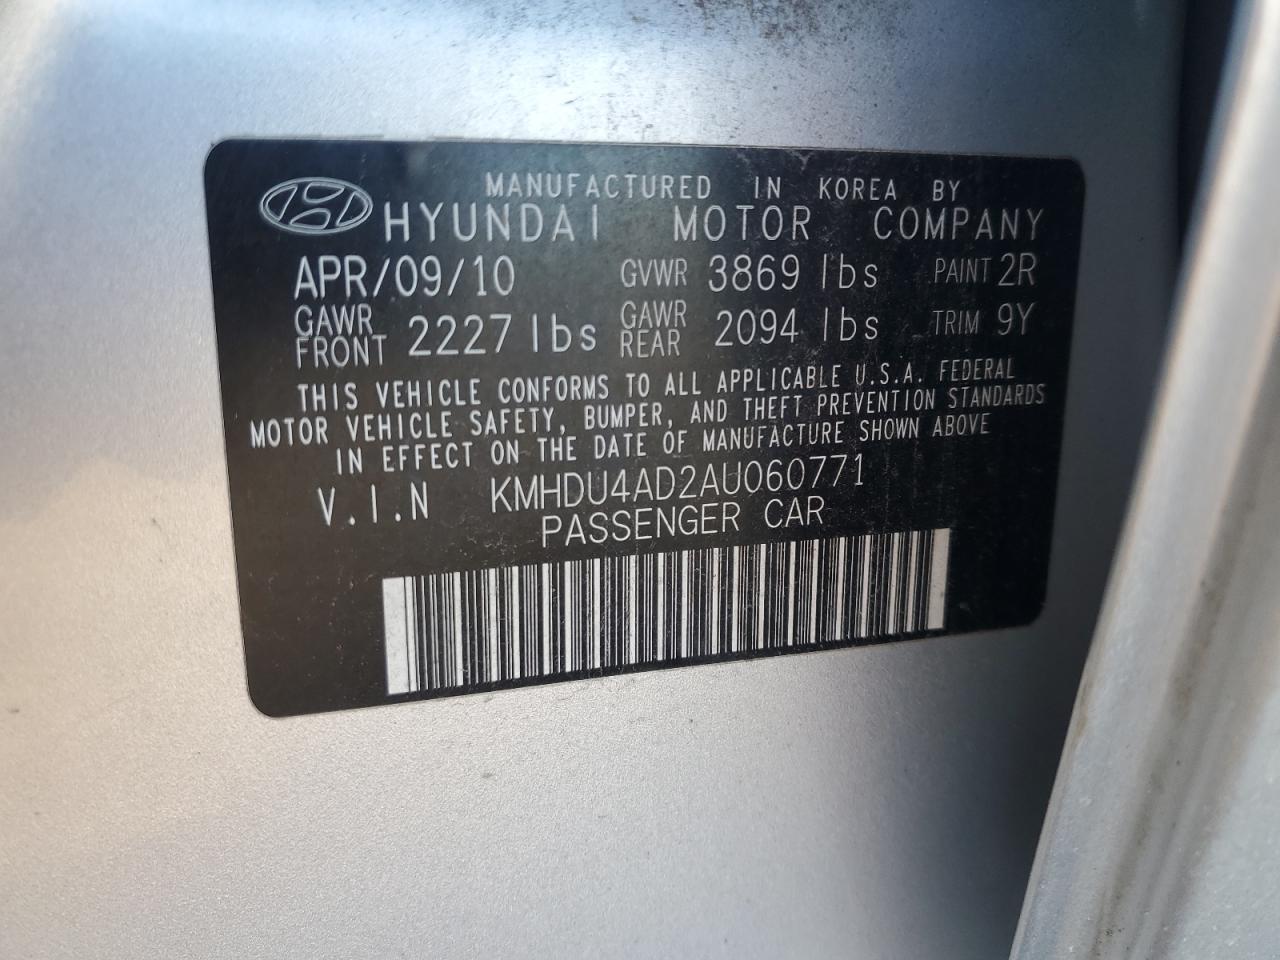 MANUFACTURED IN KOREA BY
HYUNDAI MOTOR COMPANY
APR/09/10 GVWR 3869 lbs PAINT 2R
GAWR FRONT 2227 lbs GAWR REAR 2094 lbs TRIM 9Y
THIS VEHICLE CONFORMS TO ALL APPLICABLE U.S.A. FEDERAL
MOTOR VEHICLE SAFETY, BUMPER, AND THEFT PREVENTION STANDARDS
IN EFFECT ON THE DATE OF MANUFACTURE SHOWN ABOVE
V.I.N KMHDU4AD2AU060771
PASSENGER CAR